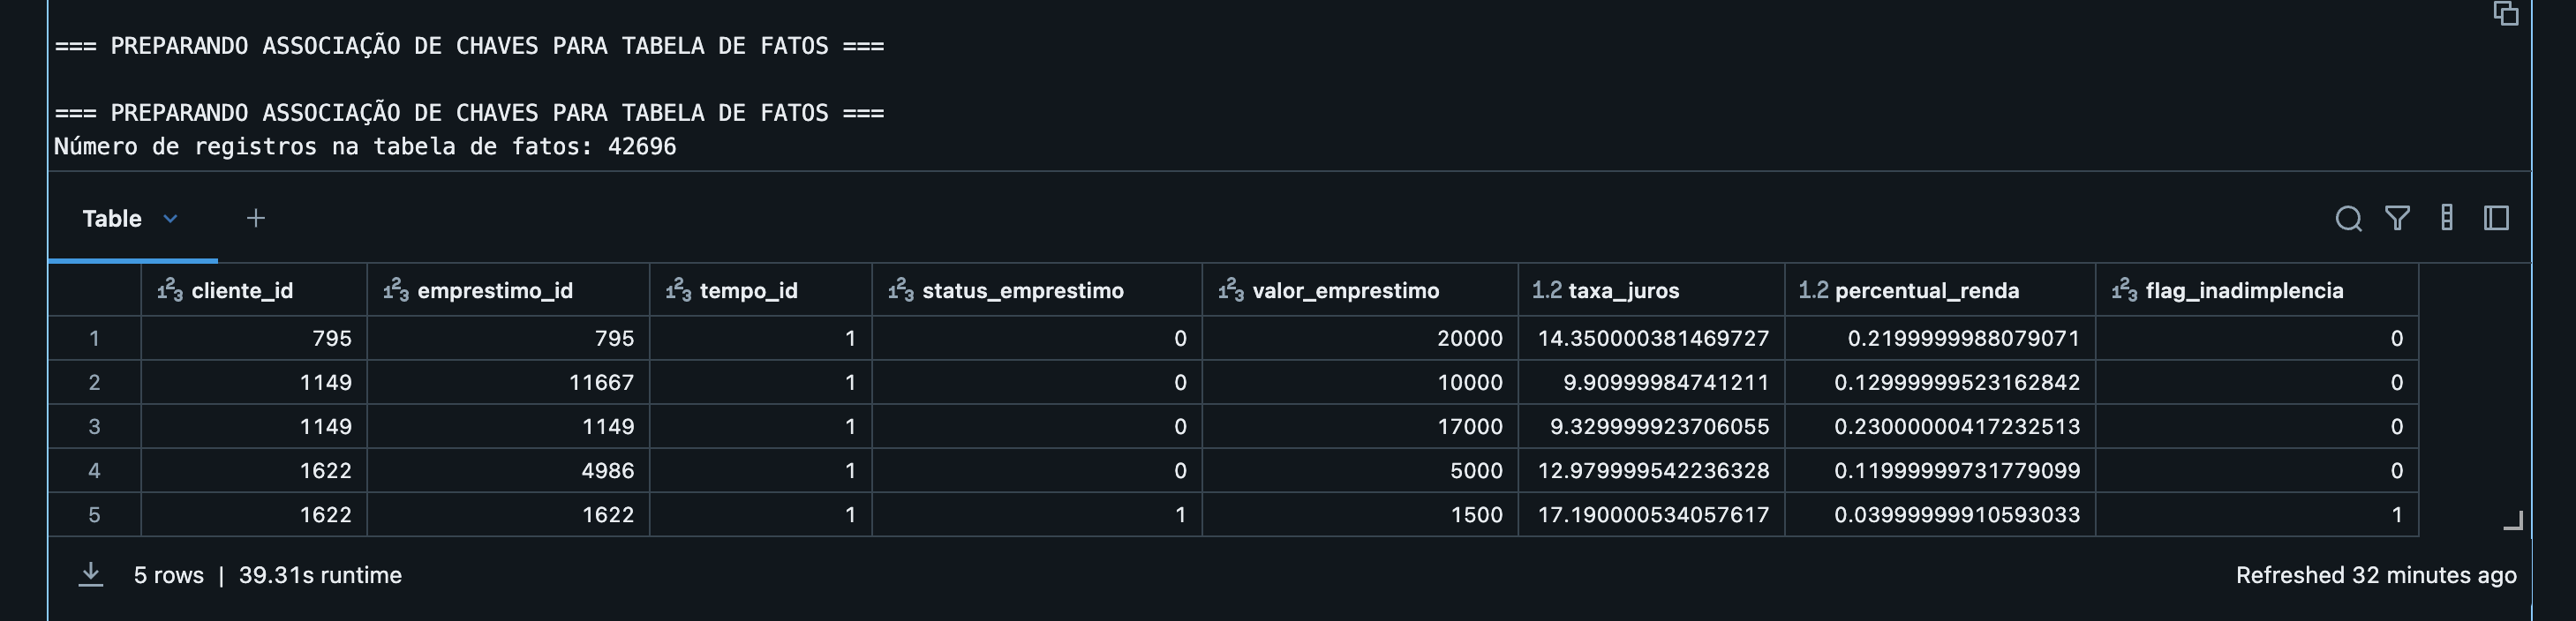 === PREPARANDO ASSOCIAÇÃO DE CHAVES PARA TABELA DE FATOS ===
=== PREPARANDO ASSOCIAÇÃO DE CHAVES PARA TABELA DE FATOS ===
Número de registros na tabela de fatos: 42696
Table +
123 cliente_id 123 emprestimo_id 123 tempo_id 123 status_emprestimo 123 valor_emprestimo 1.2 taxa_juros 1.2 percentual_renda 123 flag_inadimplencia
1 795 795 1 0 20000 14.350000381469727 0.2199999988079071 0
2 1149 11667 1 0 10000 9.90999984741211 0.12999999523162842 0
3 1149 1149 1 0 17000 9.329999923706055 0.23000000417232513 0
4 1622 4986 1 0 5000 12.979999542236328 0.11999999731779099 0
5 1622 1622 1 1 1500 17.190000534057617 0.03999999910593033 1
5 rows | 39.31s runtime Refreshed 32 minutes ago